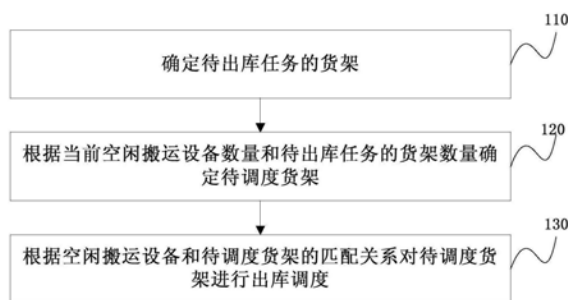 110
确定待出库任务的货架
120
根据当前空闲搬运设备数量和待出库任务的货架数量确
定待调度货架
130
根据空闲搬运设备和待调度货架的匹配关系对待调度货
架进行出库调度